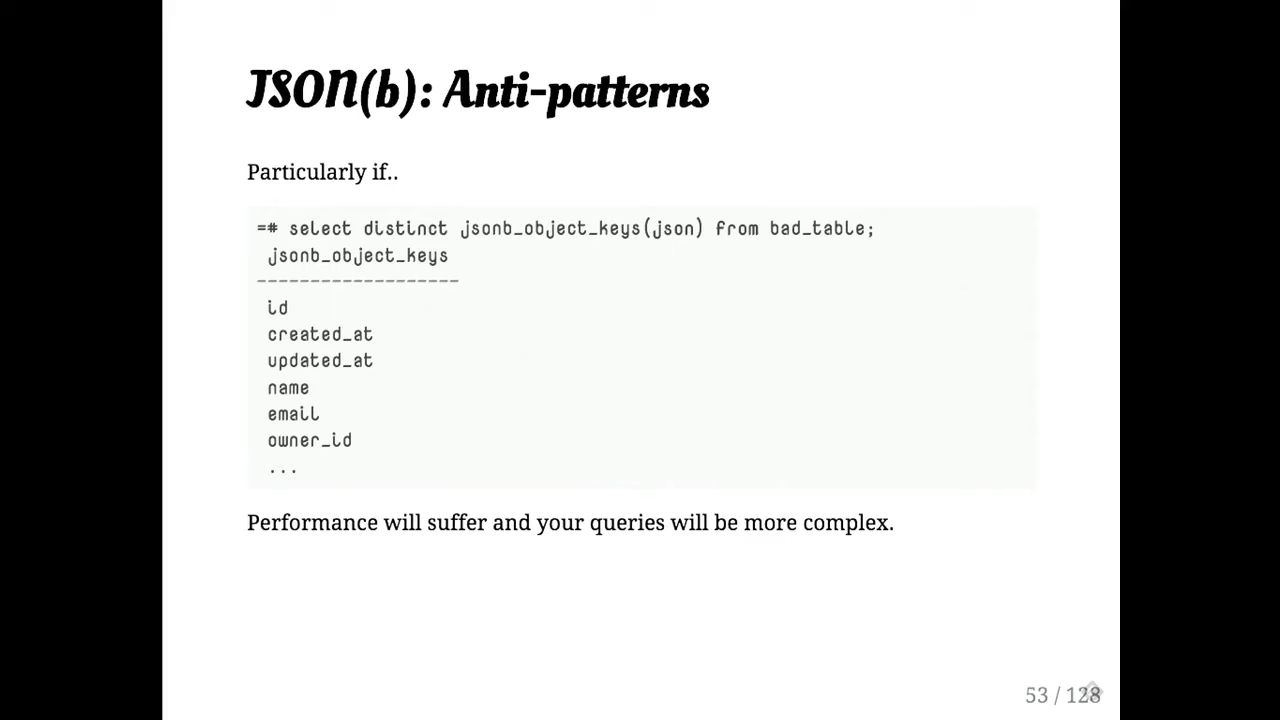 JSON(b): Anti-patterns
Particularly if..
=# select distinct jsonb_object_keys(json) from bad_table;
jsonb_object_keys
-------------------
id
created_at
updated_at
name
email
owner_id
...
Performance will suffer and your queries will be more complex.
53 / 128